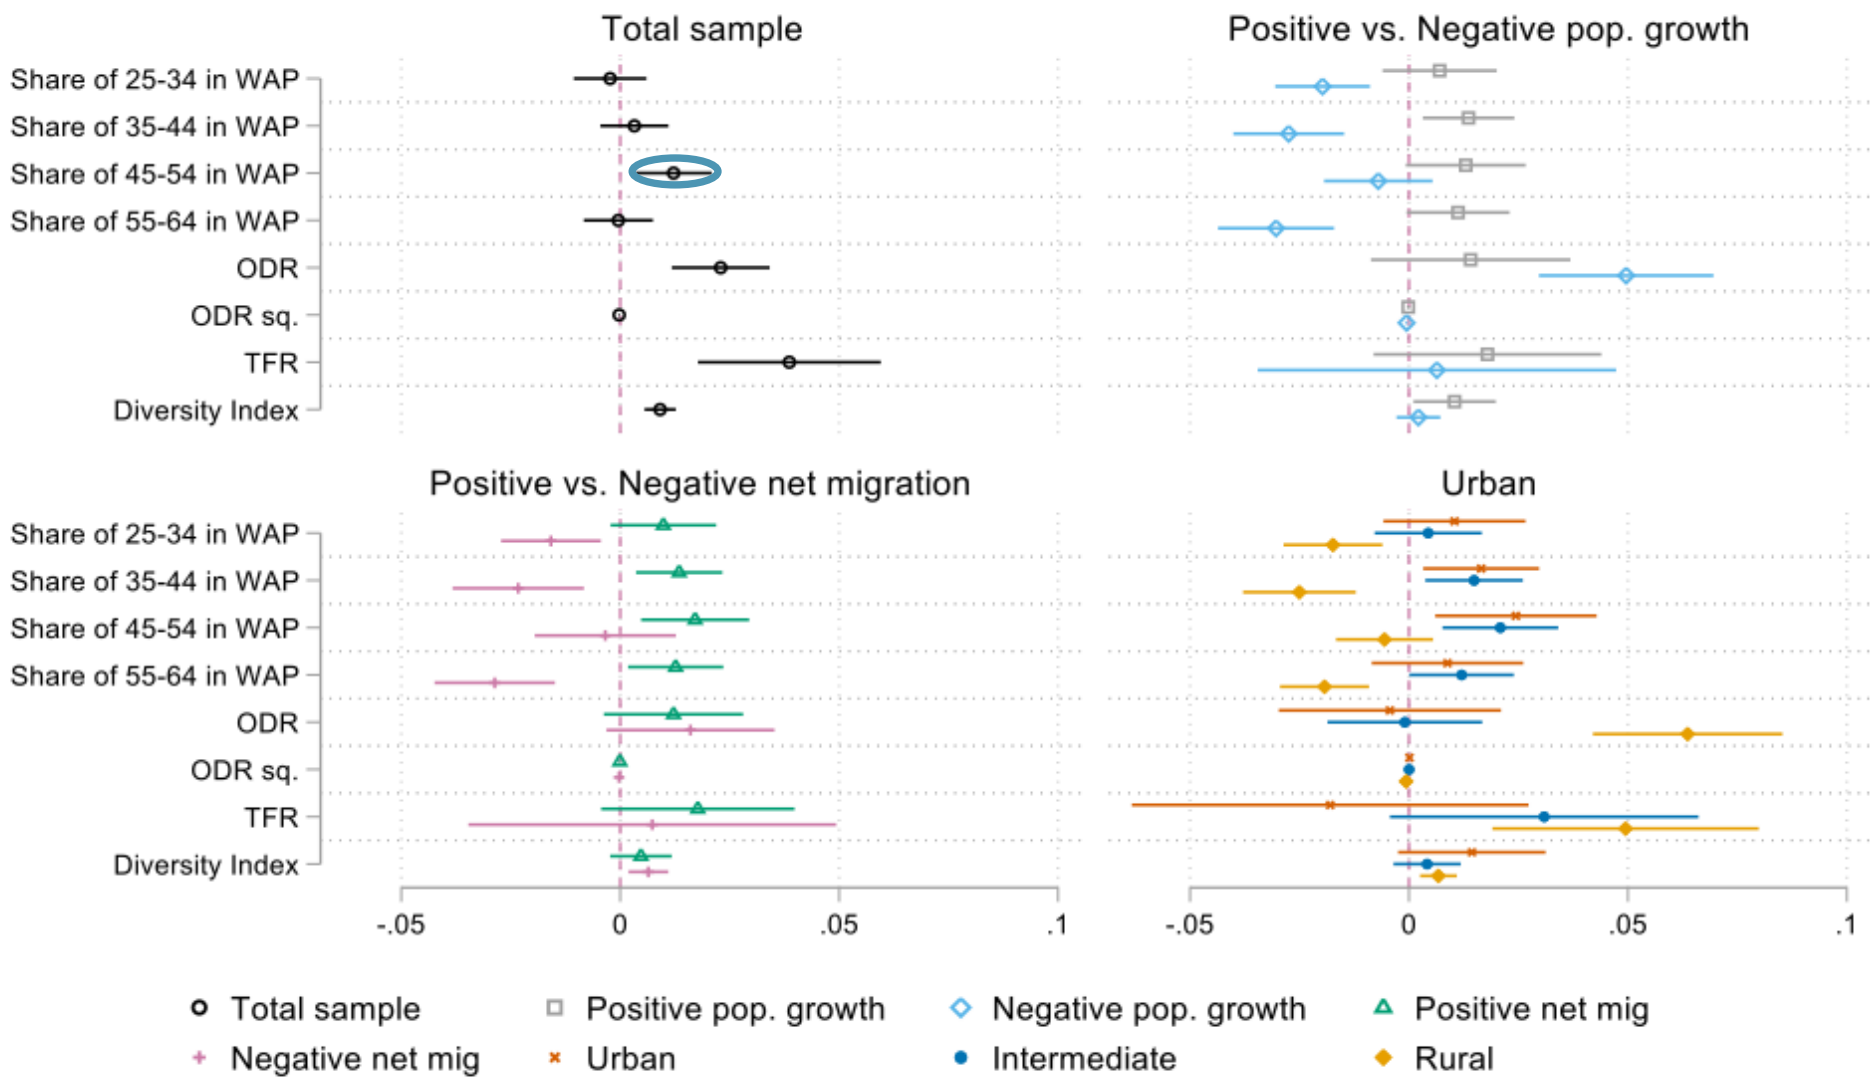 Total sample
Positive vs. Negative pop. growth
Share of 25-34 in WAP
Share of 35-44 in WAP
Share of 45-54 in WAP
Share of 55-64 in WAP
ODR
ODR sq.
TFR
Diversity Index
Positive vs. Negative net migration
Urban
Share of 25-34 in WAP
Share of 35-44 in WAP
Share of 45-54 in WAP
Share of 55-64 in WAP
ODR
ODR sq.
TFR
Diversity Index
-.05 0 .05 .1
-.05 0 .05 .1
Total sample Positive pop. growth Negative pop. growth Positive net mig
Negative net mig Urban Intermediate Rural